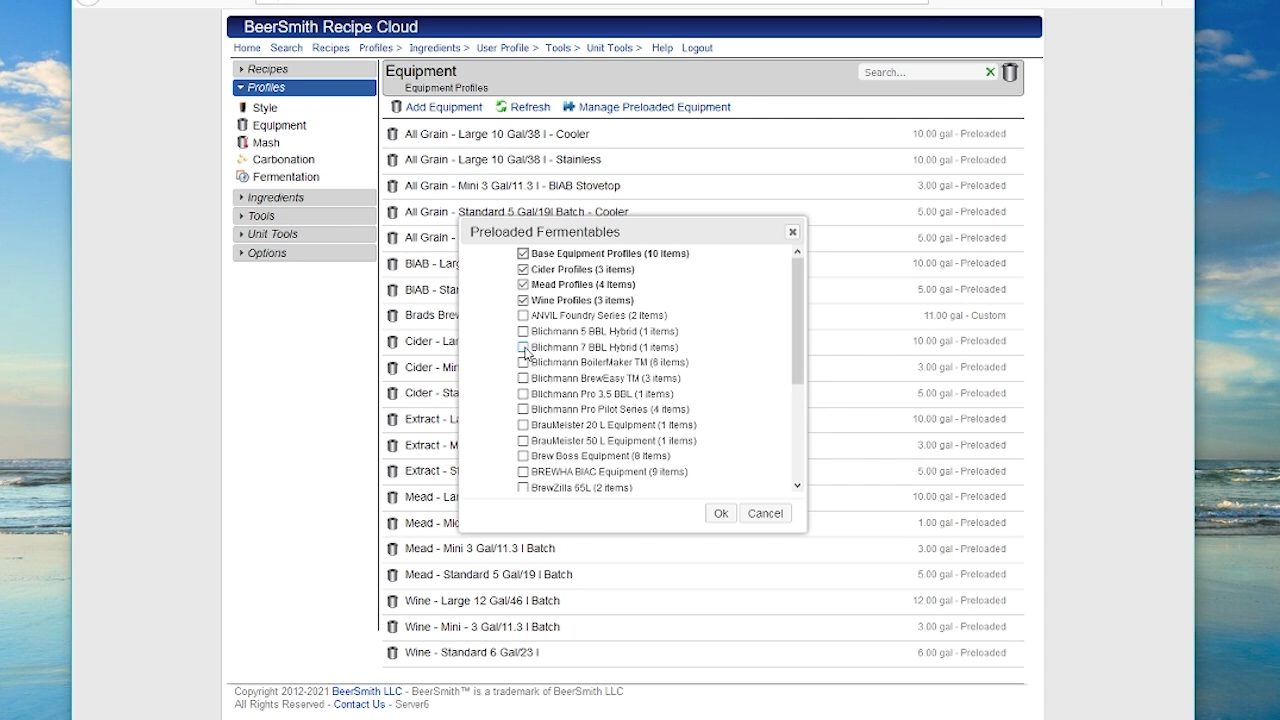 BeerSmith Recipe Cloud
Home Search Recipes Profiles > Ingredients > User Profile > Tools > Unit Tools > Help Logout
Recipes
Profiles
Style
Equipment
Mash
Carbonation
Fermentation
Ingredients
Tools
Unit Tools
Options
Equipment
Equipment Profiles
Search...
Add Equipment Refresh Manage Preloaded Equipment
All Grain - Large 10 Gal/38 l - Cooler 10.00 gal - Preloaded
All Grain - Large 10 Gal/38 l - Stainless 10.00 gal - Preloaded
All Grain - Mini 3 Gal/11.3 l - BIAB Stovetop 3.00 gal - Preloaded
All Grain - Standard 5 Gal/19l Batch - Cooler 5.00 gal - Preloaded
All Grain - 5.00 gal - Preloaded
BIAB - Larg 10.00 gal - Preloaded
BIAB - Star 5.00 gal - Preloaded
Brads Brew 11.00 gal - Custom
Cider - Lar 10.00 gal - Preloaded
Cider - Min 3.00 gal - Preloaded
Cider - Sta 5.00 gal - Preloaded
Extract - La 10.00 gal - Preloaded
Extract - M 3.00 gal - Preloaded
Extract - St 5.00 gal - Preloaded
Mead - Lar 10.00 gal - Preloaded
Mead - Mic 1.00 gal - Preloaded
Mead - Mini 3 Gal/11.3 l Batch 3.00 gal - Preloaded
Mead - Standard 5 Gal/19 l Batch 5.00 gal - Preloaded
Wine - Large 12 Gal/46 l Batch 12.00 gal - Preloaded
Wine - Mini - 3 Gal/11.3 l Batch 3.00 gal - Preloaded
Wine - Standard 6 Gal/23 l 6.00 gal - Preloaded
Preloaded Fermentables
Base Equipment Profiles (10 items)
Cider Profiles (3 items)
Mead Profiles (4 items)
Wine Profiles (3 items)
ANVIL Foundry Series (2 items)
Blichmann 5 BBL Hybrid (1 items)
Blichmann 7 BBL Hybrid (1 items)
Blichmann BoilerMaker TM (6 items)
Blichmann BrewEasy TM (3 items)
Blichmann Pro 3.5 BBL (1 items)
Blichmann Pro Pilot Series (4 items)
BrauMeister 20 L Equipment (1 items)
BrauMeister 50 L Equipment (1 items)
Brew Boss Equipment (8 items)
BREWHA BIAC Equipment (9 items)
BrewZilla 65L (2 items)
Ok Cancel
Copyright 2012-2021 BeerSmith LLC - BeerSmith™ is a trademark of BeerSmith LLC
All Rights Reserved - Contact Us - Server6